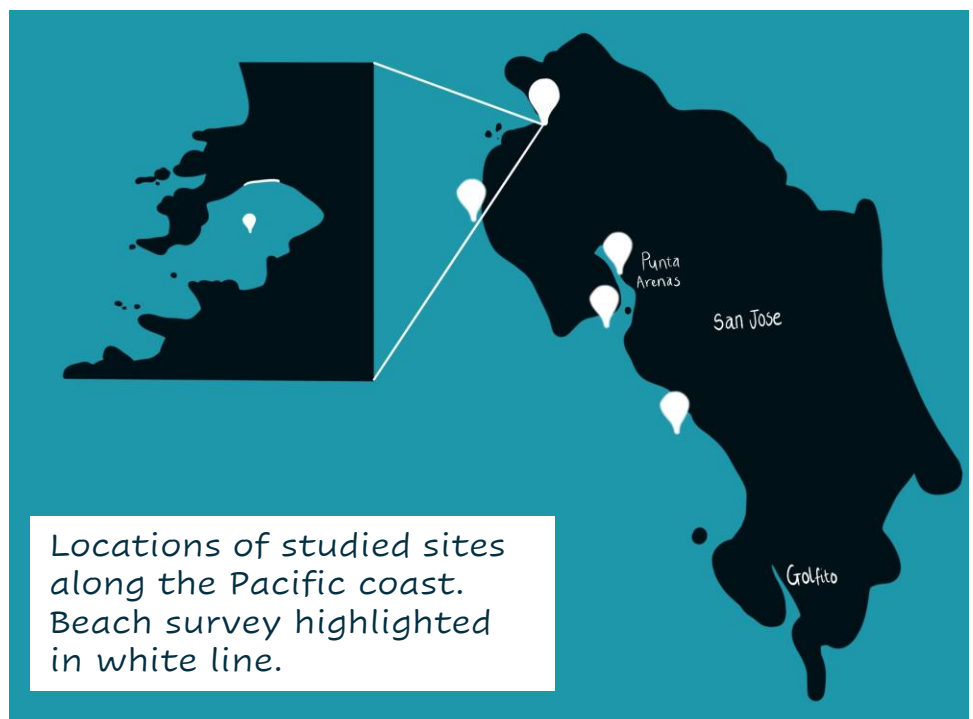 Punta
Arenas
San Jose
Golfito
Locations of studied sites
along the Pacific coast.
Beach survey highlighted
in white line.